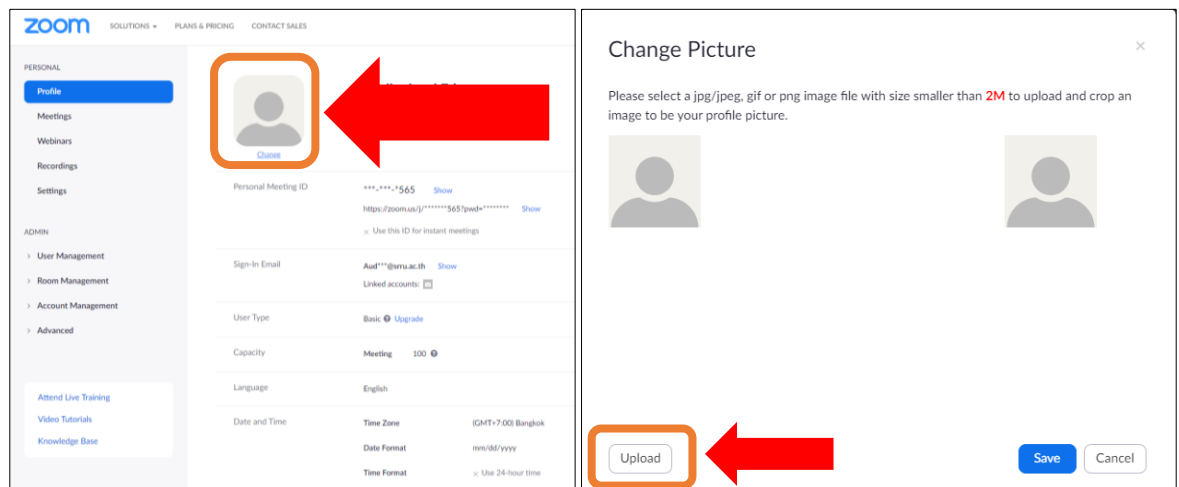 zoom SOLUTIONS PLANS & PRICING CONTACT SALES
PERSONAL
Profile
Meetings
Webinars
Recordings
Settings
ADMIN
User Management
Room Management
Account Management
Advanced
Attend Live Training
Video Tutorials
Knowledge Base
Change
Personal Meeting ID ***-***-*565 Show
https://zoom.us/j/*******565?pwd=******** Show
× Use this ID for instant meetings
Sign-In Email Aud***@srru.ac.th Show
Linked accounts:
User Type Basic Upgrade
Capacity Meeting 100
Language English
Date and Time Time Zone (GMT+7:00) Bangkok
Date Format mm/dd/yyyy
Time Format × Use 24-hour time
Change Picture ×
Please select a jpg/jpeg, gif or png image file with size smaller than 2M to upload and crop an
image to be your profile picture.
Upload Save Cancel